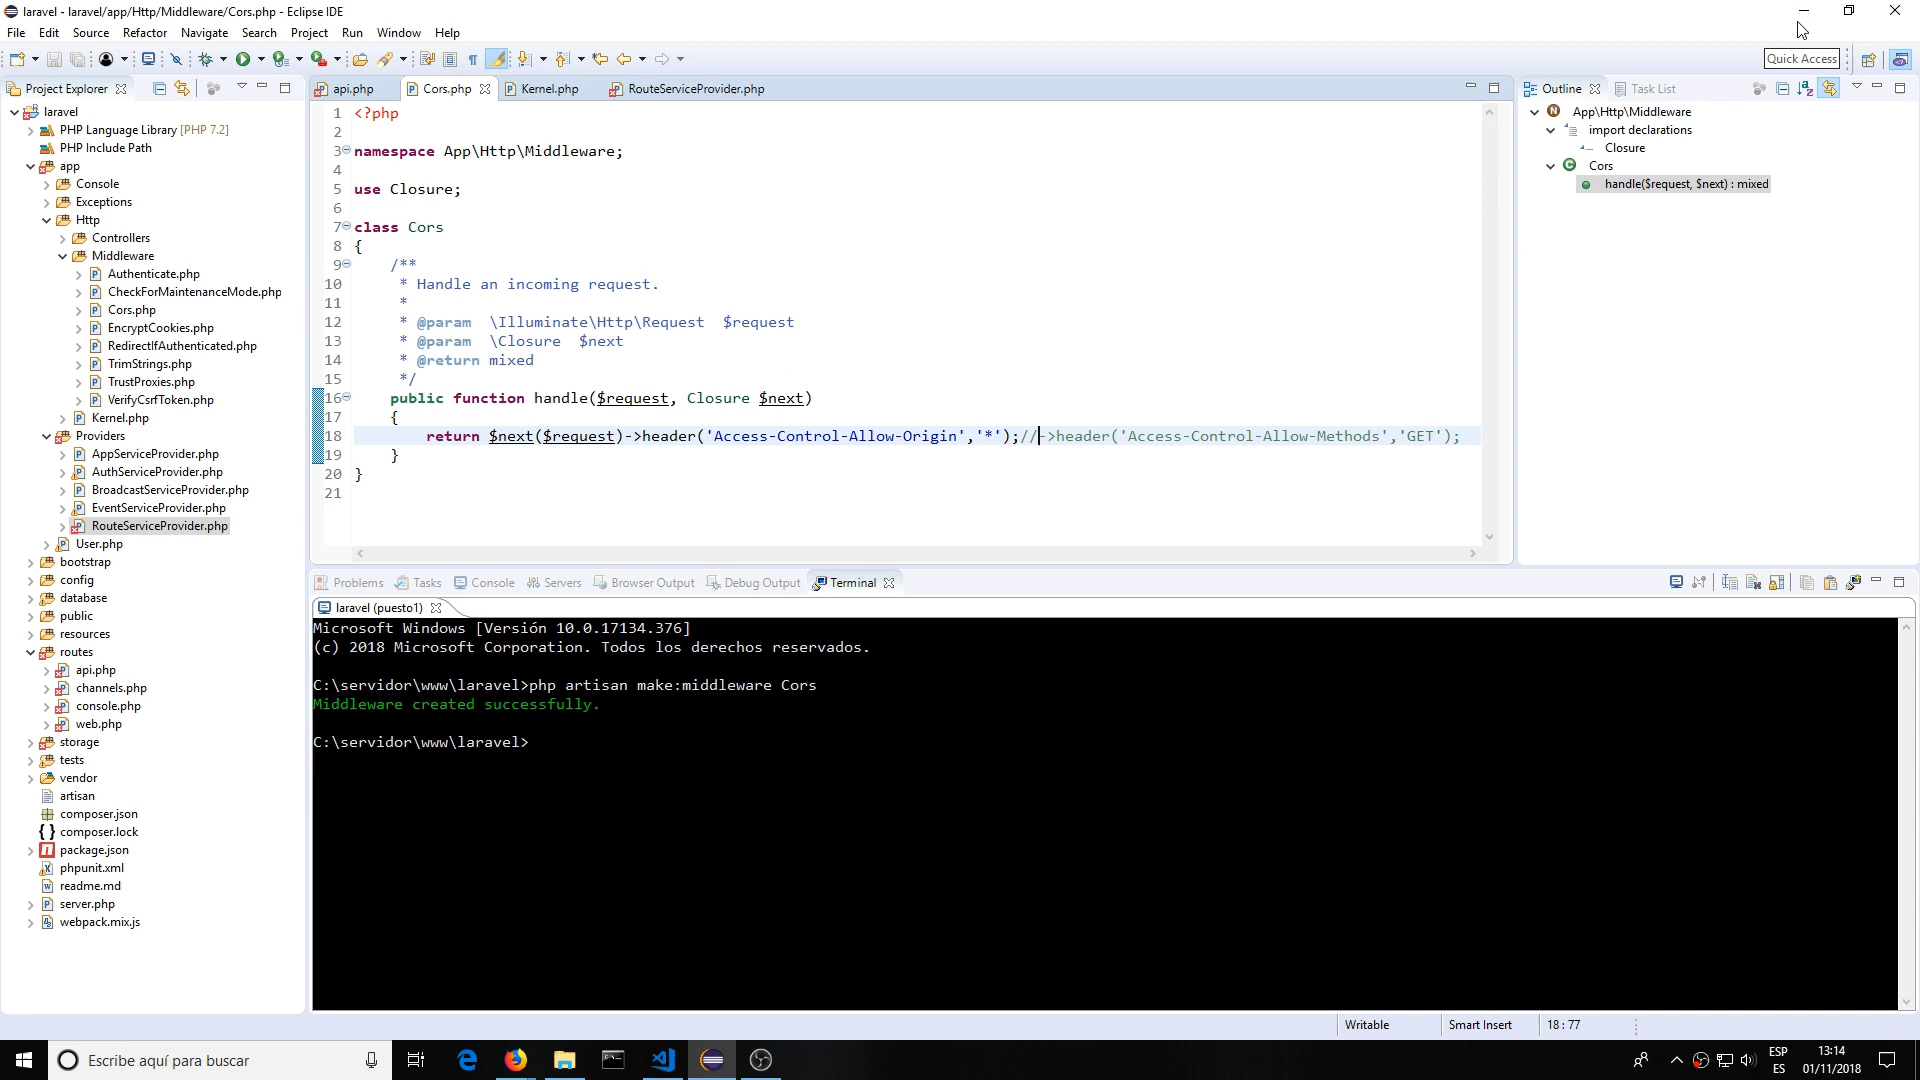 laravel - laravel/app/Http/Middleware/Cors.php - Eclipse IDE
File Edit Source Refactor Navigate Search Project Run Window Help
Quick Access
Project Explorer
laravel
PHP Language Library [PHP 7.2]
PHP Include Path
app
Console
Exceptions
Http
Controllers
Middleware
Authenticate.php
CheckForMaintenanceMode.php
Cors.php
EncryptCookies.php
RedirectIfAuthenticated.php
TrimStrings.php
TrustProxies.php
VerifyCsrfToken.php
Kernel.php
Providers
AppServiceProvider.php
AuthServiceProvider.php
BroadcastServiceProvider.php
EventServiceProvider.php
RouteServiceProvider.php
User.php
bootstrap
config
database
public
resources
routes
api.php
channels.php
console.php
web.php
storage
tests
vendor
artisan
composer.json
composer.lock
package.json
phpunit.xml
readme.md
server.php
webpack.mix.js
api.php Cors.php Kernel.php RouteServiceProvider.php
1 <?php
2
3 namespace App\Http\Middleware;
4
5 use Closure;
6
7 class Cors
8 {
9 /**
10 * Handle an incoming request.
11 *
12 * @param \Illuminate\Http\Request $request
13 * @param \Closure $next
14 * @return mixed
15 */
16 public function handle($request, Closure $next)
17 {
18 return $next($request)->header('Access-Control-Allow-Origin','*');//->header('Access-Control-Allow-Methods','GET');
19 }
20 }
21
Outline Task List
App\Http\Middleware
import declarations
Closure
Cors
handle($request, $next) : mixed
Problems Tasks Console Servers Browser Output Debug Output Terminal
laravel (puesto1)
Microsoft Windows [Versión 10.0.17134.376]
(c) 2018 Microsoft Corporation. Todos los derechos reservados.
C:\servidor\www\laravel>php artisan make:middleware Cors
Middleware created successfully.
C:\servidor\www\laravel>
Writable Smart Insert 18 : 77
Escribe aquí para buscar
ESP
ES
13:14
01/11/2018